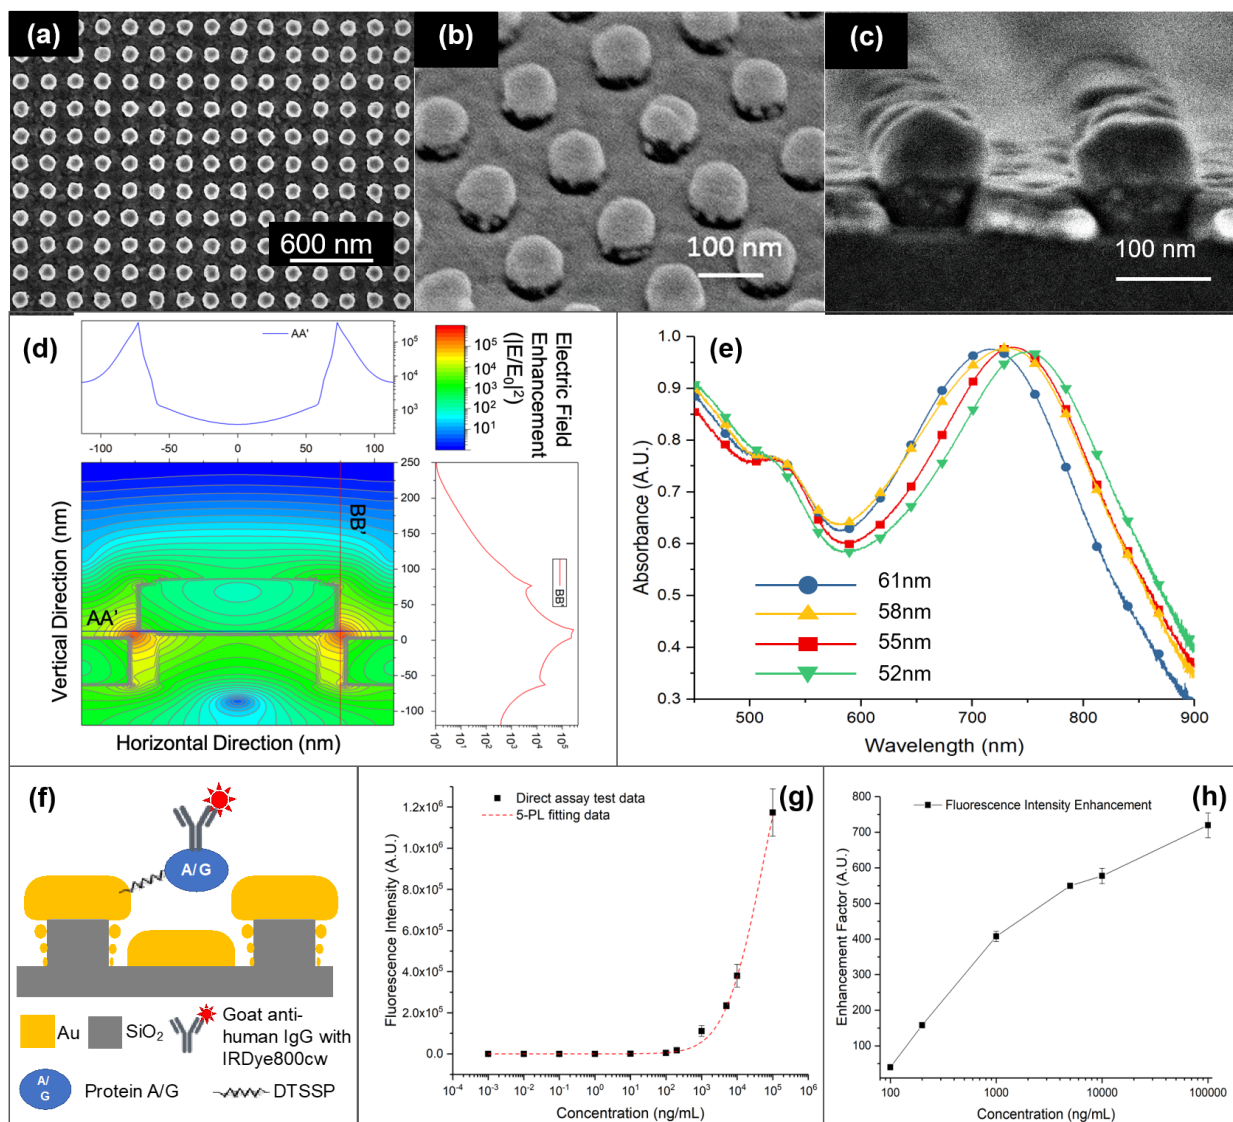 (a)
600 nm
(b)
100 nm
(c)
100 nm
(d)
AA'
10⁵
10⁴
10³
-100 -50 0 50 100
10⁵
10⁴
10³
10²
10¹
Electric Field
Enhancement
(|E/E₀|²)
250
200
150
100
50
0
-50
-100
Vertical Direction (nm)
AA'
BB'
Horizontal Direction (nm)
BB'
10⁰ 10¹ 10² 10³ 10⁴ 10⁵
(e)
1.0
0.9
0.8
0.7
0.6
0.5
0.4
0.3
Absorbance (A.U.)
61nm
58nm
55nm
52nm
500 590 700 800 900
Wavelength (nm)
(f)
A/G
Au
SiO₂
Goat anti-
human IgG with
IRDye800cw
A/
G
Protein A/G
DTSSP
(g)
Direct assay test data
5-PL fitting data
1.2x10⁶
1.0x10⁶
8.0x10⁵
6.0x10⁵
4.0x10⁵
2.0x10⁵
0.0
Fluorescence Intensity (A.U.)
10⁻⁴ 10⁻³ 10⁻² 10⁻¹ 10⁰ 10¹ 10² 10³ 10⁴ 10⁵ 10⁶
Concentration (ng/mL)
(h)
Fluorescence Intensity Enhancement
800
700
600
500
400
300
200
100
Enhancement Factor (A.U.)
100 1000 10000 100000
Concentration (ng/mL)